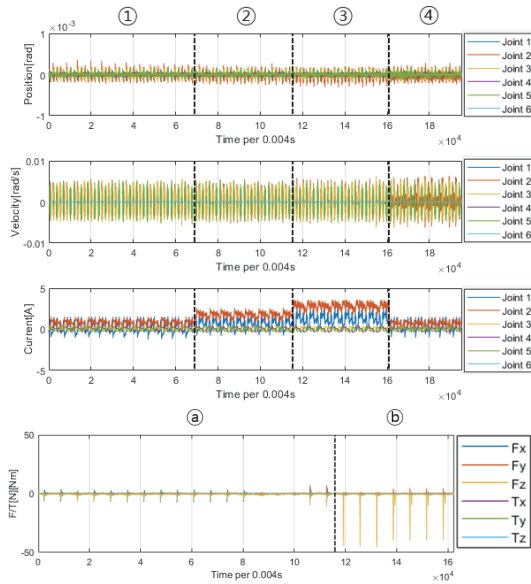 ① ② ③ ④
×10⁻³
1
0
-1
Position[rad]
0 2 4 6 8 10 12 14 16 18
Time per 0.004s
×10⁴
Joint 1
Joint 2
Joint 3
Joint 4
Joint 5
Joint 6
0.01
0
-0.01
Velocity[rad/s]
0 2 4 6 8 10 12 14 16 18
Time per 0.004s
×10⁴
Joint 1
Joint 2
Joint 3
Joint 4
Joint 5
Joint 6
5
0
-5
Current[A]
0 2 4 6 8 10 12 14 16 18
Time per 0.004s
×10⁴
Joint 1
Joint 2
Joint 3
Joint 4
Joint 5
Joint 6
ⓐ ⓑ
50
0
-50
F/T[N][Nm]
0 2 4 6 8 10 12 14 16
Time per 0.004s
×10⁴
Fx
Fy
Fz
Tx
Ty
Tz